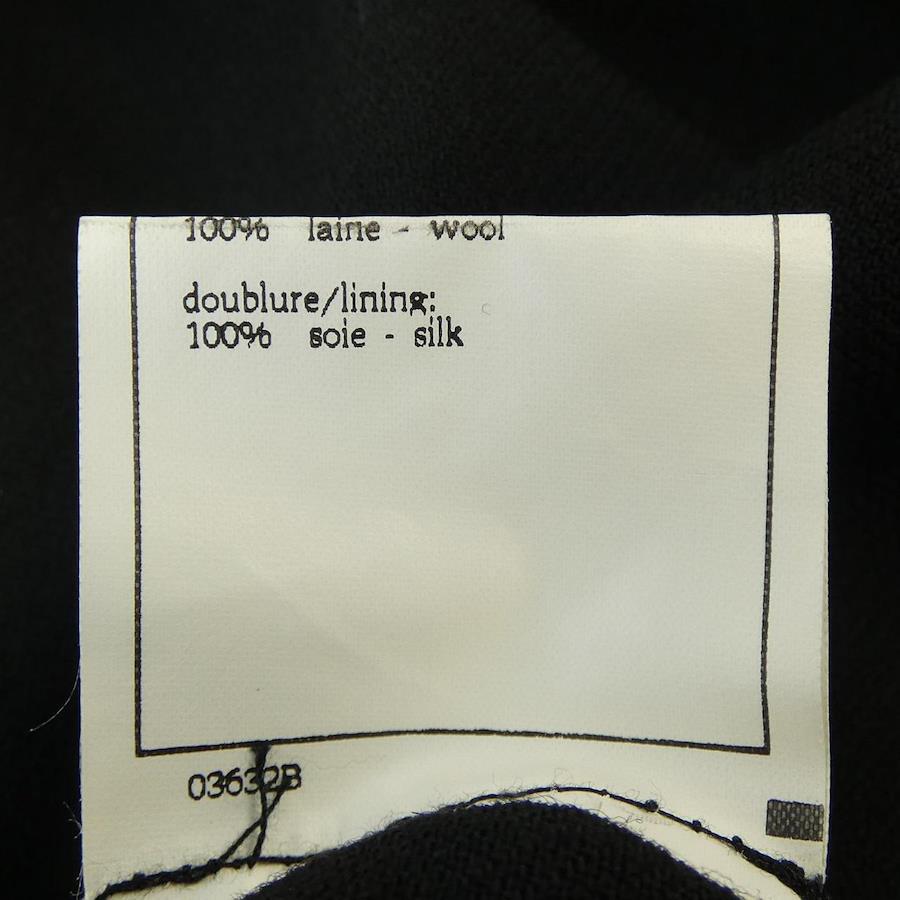 100% laine - wool
doublure/lining:
100% soie - silk
03632B